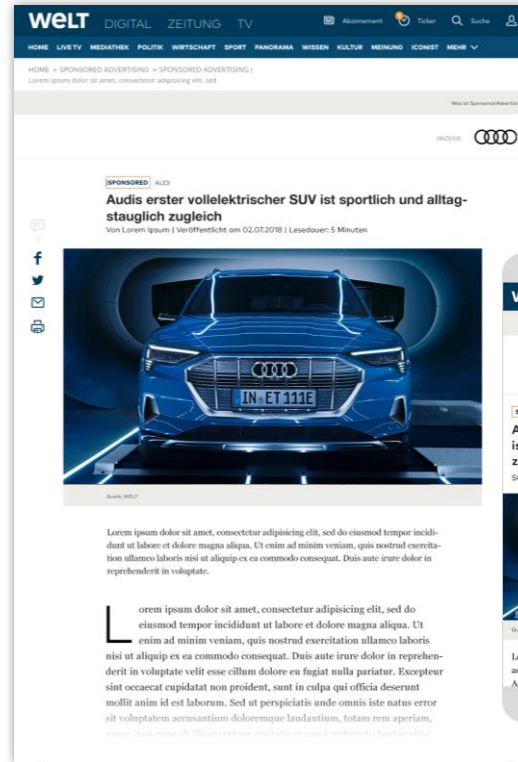 WELT DIGITAL ZEITUNG TV Abonnement Ticker Suche
HOME LIVE TV MEDIATHEK POLITIK WIRTSCHAFT SPORT PANORAMA WISSEN KULTUR MEINUNG ICONIST MEHR
HOME » SPONSORED ADVERTISING » SPONSORED ADVERTISING |
Lorem ipsum dolor sit amet, consectetur adipisicing elit, sed
Was ist Sponsored
ANZEIGE
SPONSORED AUDI
Audis erster vollelektrischer SUV ist sportlich und alltag-
stauglich zugleich
Von Lorem Ipsum | Veröffentlicht am 02.07.2018 | Lesedauer: 5 Minuten
IN ET 111E
Quelle: WELT
Lorem ipsum dolor sit amet, consectetur adipisicing elit, sed do eiusmod tempor incidi-
dunt ut labore et dolore magna aliqua. Ut enim ad minim veniam, quis nostrud exercita-
tion ullamco laboris nisi ut aliquip ex ea commodo consequat. Duis aute irure dolor in
reprehenderit in voluptate.
Lorem ipsum dolor sit amet, consectetur adipisicing elit, sed do
eiusmod tempor incididunt ut labore et dolore magna aliqua. Ut
enim ad minim veniam, quis nostrud exercitation ullamco laboris
nisi ut aliquip ex ea commodo consequat. Duis aute irure dolor in reprehen-
derit in voluptate velit esse cillum dolore eu fugiat nulla pariatur. Excepteur
sint occaecat cupidatat non proident, sunt in culpa qui officia deserunt
mollit anim id est laborum. Sed ut perspiciatis unde omnis iste natus error
sit voluptatem accusantium doloremque laudantium, totam rem aperiam,